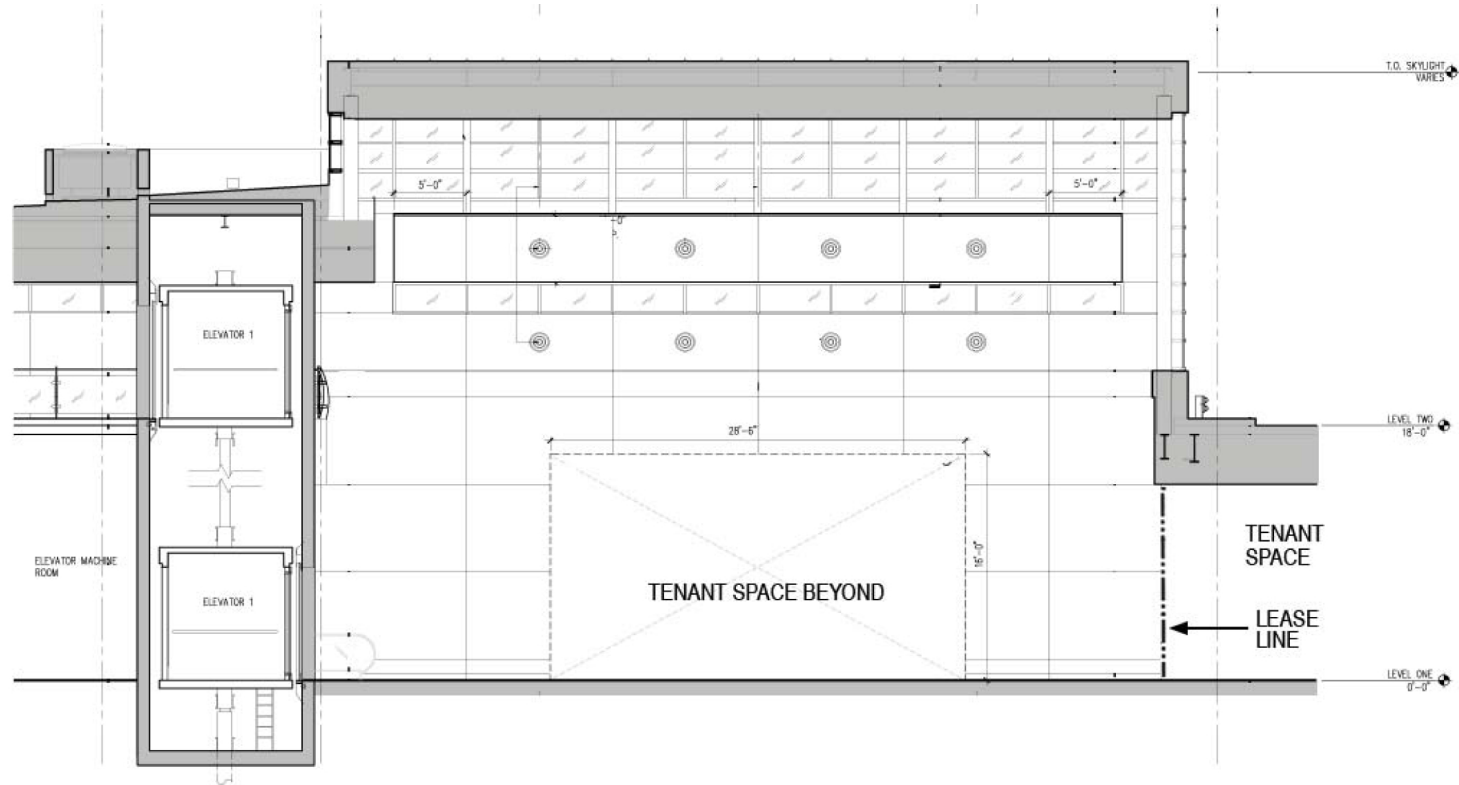 T.O. SKYLIGHT
VARIES
5'-0"
5'-0"
ELEVATOR 1
LEVEL TWO
18'-0"
28'-6"
16'-0"
TENANT
SPACE
ELEVATOR MACHINE
ROOM
TENANT SPACE BEYOND
ELEVATOR 1
LEASE
LINE
LEVEL ONE
0'-0"